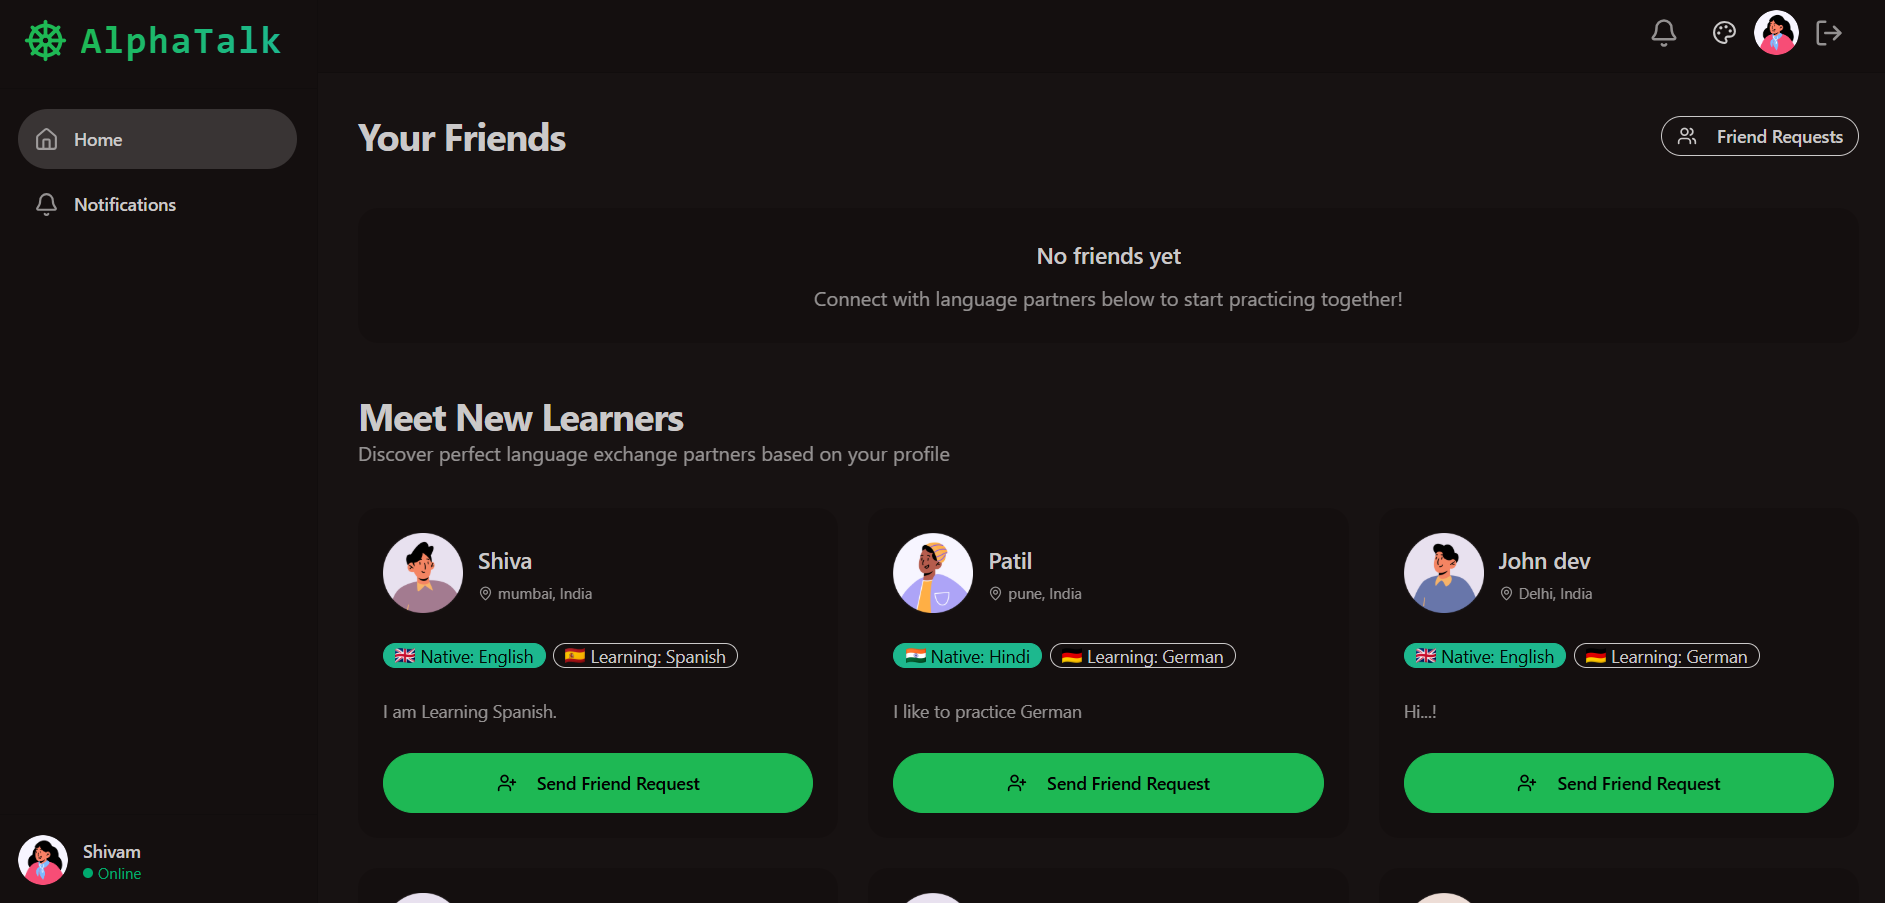 AlphaTalk
Home
Notifications
Your Friends
Friend Requests
No friends yet
Connect with language partners below to start practicing together!
Meet New Learners
Discover perfect language exchange partners based on your profile
Shiva
mumbai, India
Native: English
Learning: Spanish
I am Learning Spanish.
Send Friend Request
Patil
pune, India
Native: Hindi
Learning: German
I like to practice German
Send Friend Request
John dev
Delhi, India
Native: English
Learning: German
Hi...!
Send Friend Request
Shivam
Online